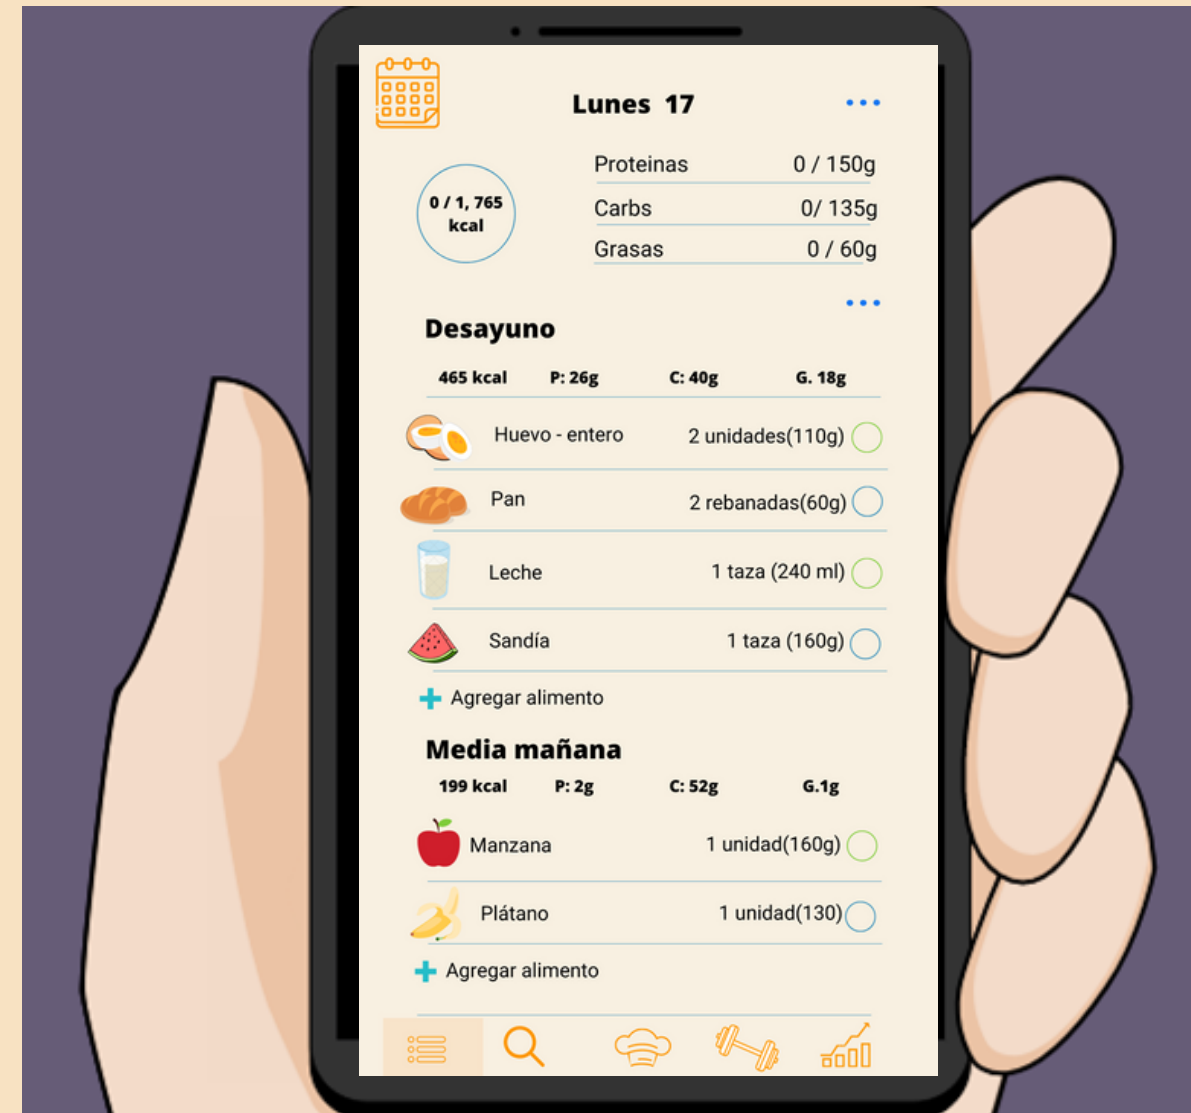 Lunes 17
Proteinas 0 / 150g
0 / 1, 765
kcal
Carbs 0/ 135g
Grasas 0 / 60g
Desayuno
465 kcal P: 26g C: 40g G. 18g
Huevo - entero 2 unidades(110g)
Pan 2 rebanadas(60g)
Leche 1 taza (240 ml)
Sandía 1 taza (160g)
Agregar alimento
Media mañana
199 kcal P: 2g C: 52g G.1g
Manzana 1 unidad(160g)
Plátano 1 unidad(130)
Agregar alimento